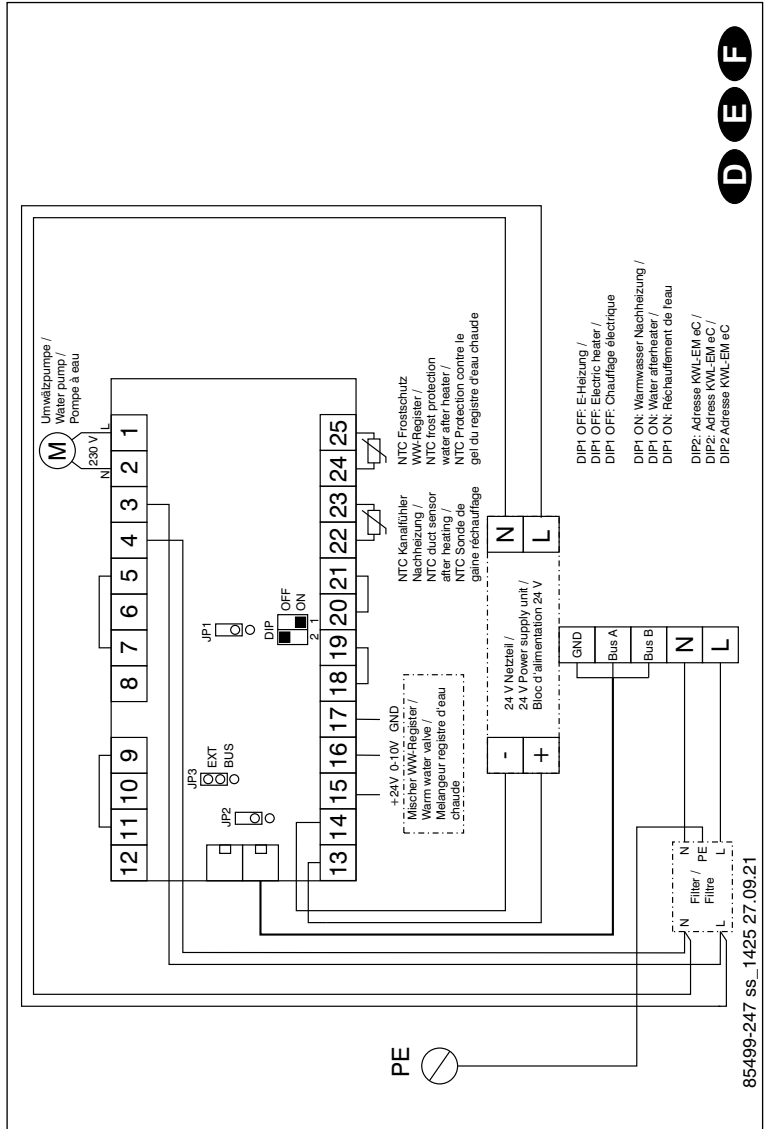 Umwälzpumpe /
Water pump /
Pompe à eau
M
N 230 V L
12 11 10 9 8 7 6 5 4 3 2 1
JP2
JP3
EXT
BUS
JP1
DIP
OFF
ON
2 1
13 14 15 16 17 18 19 20 21 22 23 24 25
+24V 0-10V GND
Mischer WW-Register /
Warm water valve /
Melangeur registre d'eau
chaude
NTC Kanalfühler
Nachheizung /
NTC duct sensor
after heating /
NTC Sonde de
gaine réchauffage
NTC Frostschutz
WW-Register /
NTC frost protection
water after heater /
NTC Protection contre le
gel du registre d'eau chaude
- +
24 V Netzteil /
24 V Power supply unit /
Bloc d'alimentation 24 V
N
L
GND
Bus A
Bus B
N
L
PE
N
L
Filter /
Filtre
N
PE
L
DIP1 OFF: E-Heizung /
DIP1 OFF: Electric heater /
DIP1 OFF: Chauffage électrique
DIP1 ON: Warmwasser Nachheizung /
DIP1 ON: Water afterheater /
DIP1 ON: Réchauffement de l'eau
DIP2: Adresse KWL-EM eC /
DIP2: Adress KWL-EM eC /
DIP2 Adresse KWL-EM eC
85499-247 ss_1425 27.09.21
D E F